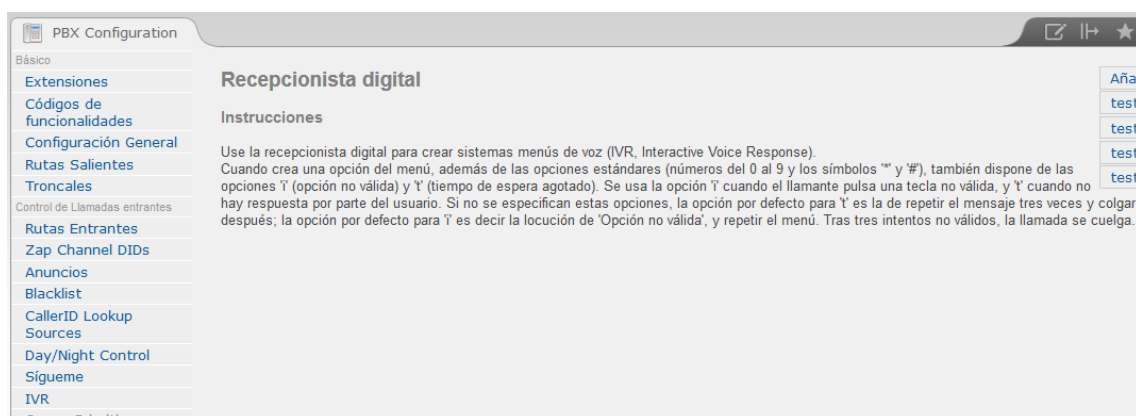 PBX Configuration
Básico
Extensiones
Códigos de
funcionalidades
Configuración General
Rutas Salientes
Troncales
Control de Llamadas entrantes
Rutas Entrantes
Zap Channel DIDs
Anuncios
Blacklist
CallerID Lookup
Sources
Day/Night Control
Sígueme
IVR
Recepcionista digital
Instrucciones
Use la recepcionista digital para crear sistemas menús de voz (IVR, Interactive Voice Response).
Cuando crea una opción del menú, además de las opciones estándares (números del 0 al 9 y los símbolos '*' y '#'), también dispone de las
opciones 'i' (opción no válida) y 't' (tiempo de espera agotado). Se usa la opción 'i' cuando el llamante pulsa una tecla no válida, y 't' cuando no
hay respuesta por parte del usuario. Si no se especifican estas opciones, la opción por defecto para 't' es la de repetir el mensaje tres veces y colgar
después; la opción por defecto para 'i' es decir la locución de 'Opción no válida', y repetir el menú. Tras tres intentos no válidos, la llamada se cuelga.
Aña
test
test
test
test